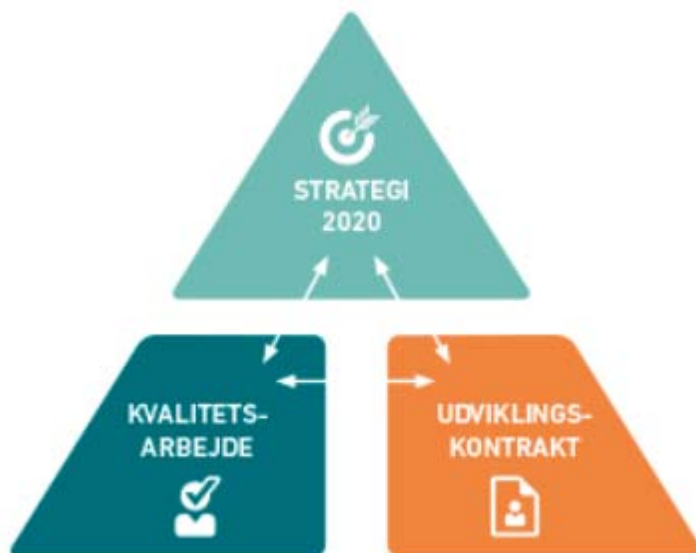 STRATEGI
2020
KVALITETS-
ARBEJDE
UDVIKLINGS-
KONTRAKT